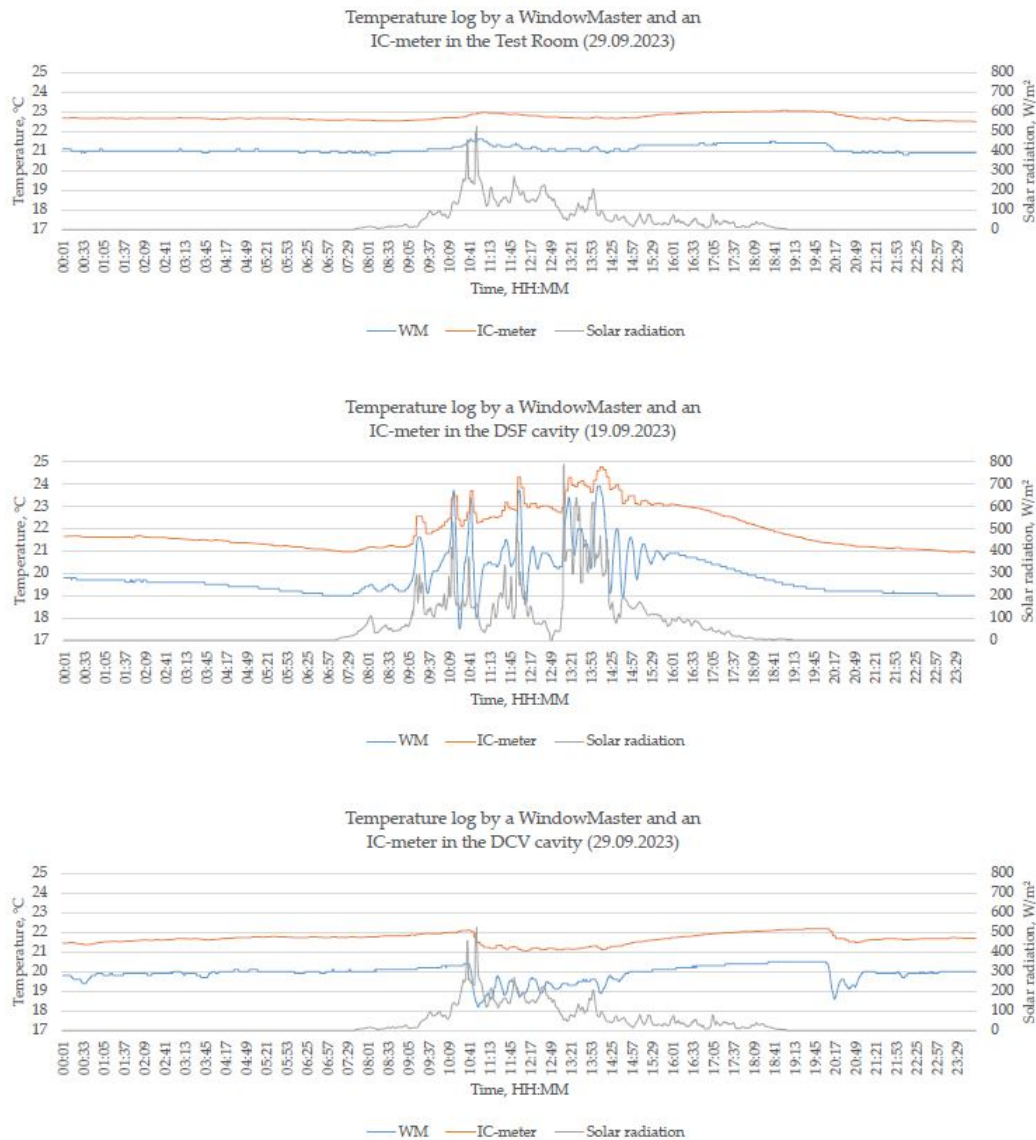 Temperature log by a WindowMaster and an
IC-meter in the Test Room (29.09.2023)
25
24
23
22
21
20
19
18
17
Temperature, °C
800
700
600
500
400
300
200
100
0
Solar radiation, W/m²
00:01 00:33 01:05 01:37 02:09 02:41 03:13 03:45 04:17 04:49 05:21 05:53 06:25 06:57 07:29 08:01 08:33 09:05 09:37 10:09 10:41 11:13 11:45 12:17 12:49 13:21 13:53 14:25 14:57 15:29 16:01 16:33 17:05 17:37 18:09 18:41 19:13 19:45 20:17 20:49 21:21 21:53 22:25 22:57 23:29
Time, HH:MM
WM IC-meter Solar radiation
Temperature log by a WindowMaster and an
IC-meter in the DSF cavity (19.09.2023)
25
24
23
22
21
20
19
18
17
Temperature, °C
800
700
600
500
400
300
200
100
0
Solar radiation, W/m²
00:01 00:33 01:05 01:37 02:09 02:41 03:13 03:45 04:17 04:49 05:21 05:53 06:25 06:57 07:29 08:01 08:33 09:05 09:37 10:09 10:41 11:13 11:45 12:17 12:49 13:21 13:53 14:25 14:57 15:29 16:01 16:33 17:05 17:37 18:09 18:41 19:13 19:45 20:17 20:49 21:21 21:53 22:25 22:57 23:29
Time, HH:MM
WM IC-meter Solar radiation
Temperature log by a WindowMaster and an
IC-meter in the DCV cavity (29.09.2023)
25
24
23
22
21
20
19
18
17
Temperature, °C
800
700
600
500
400
300
200
100
0
Solar radiation, W/m²
00:01 00:33 01:05 01:37 02:09 02:41 03:13 03:45 04:17 04:49 05:21 05:53 06:25 06:57 07:29 08:01 08:33 09:05 09:37 10:09 10:41 11:13 11:45 12:17 12:49 13:21 13:53 14:25 14:57 15:29 16:01 16:33 17:05 17:37 18:09 18:41 19:13 19:45 20:17 20:49 21:21 21:53 22:25 22:57 23:29
Time, HH:MM
WM IC-meter Solar radiation